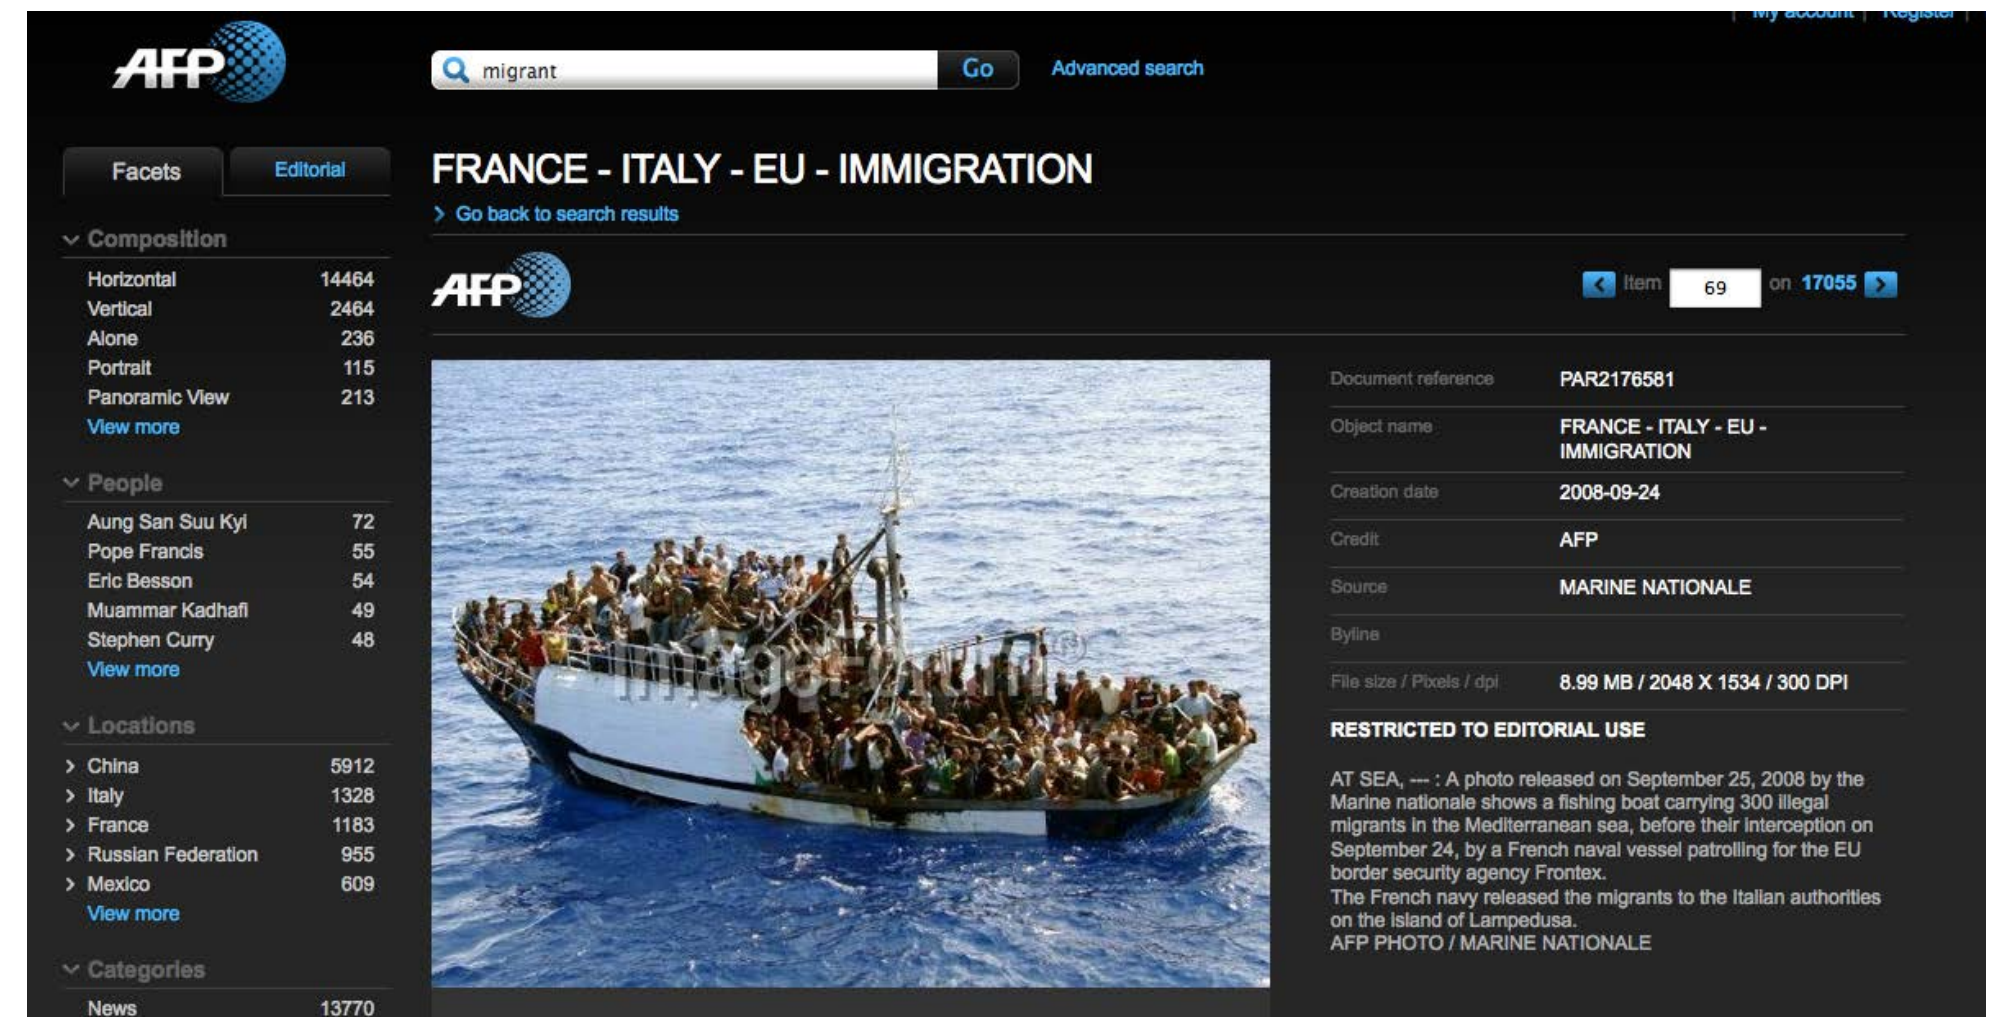 My account | Register |
AFP
migrant
Go
Advanced search
Facets
Editorial
FRANCE - ITALY - EU - IMMIGRATION
Go back to search results
Composition
Horizontal 14464
Vertical 2464
Alone 236
Portrait 115
Panoramic View 213
View more
People
Aung San Suu Kyi 72
Pope Francis 55
Eric Besson 54
Muammar Kadhafi 49
Stephen Curry 48
View more
Locations
China 5912
Italy 1328
France 1183
Russian Federation 955
Mexico 609
View more
Categories
News 13770
AFP
Item 69 on 17055
ImageForum®
Document reference PAR2176581
Object name FRANCE - ITALY - EU -
IMMIGRATION
Creation date 2008-09-24
Credit AFP
Source MARINE NATIONALE
Byline
File size / Pixels / dpi 8.99 MB / 2048 X 1534 / 300 DPI
RESTRICTED TO EDITORIAL USE
AT SEA, --- : A photo released on September 25, 2008 by the
Marine nationale shows a fishing boat carrying 300 illegal
migrants in the Mediterranean sea, before their interception on
September 24, by a French naval vessel patrolling for the EU
border security agency Frontex.
The French navy released the migrants to the Italian authorities
on the island of Lampedusa.
AFP PHOTO / MARINE NATIONALE